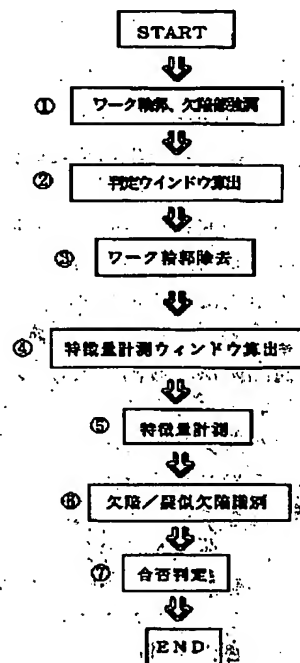 START
① ワーク輪郭、欠陥部強調
② 判定ウインドウ算出
③ ワーク輪郭除去
④ 特徴量計測ウィンドウ算出
⑤ 特徴量計測
⑥ 欠陥/疑似欠陥識別
⑦ 合否判定
END